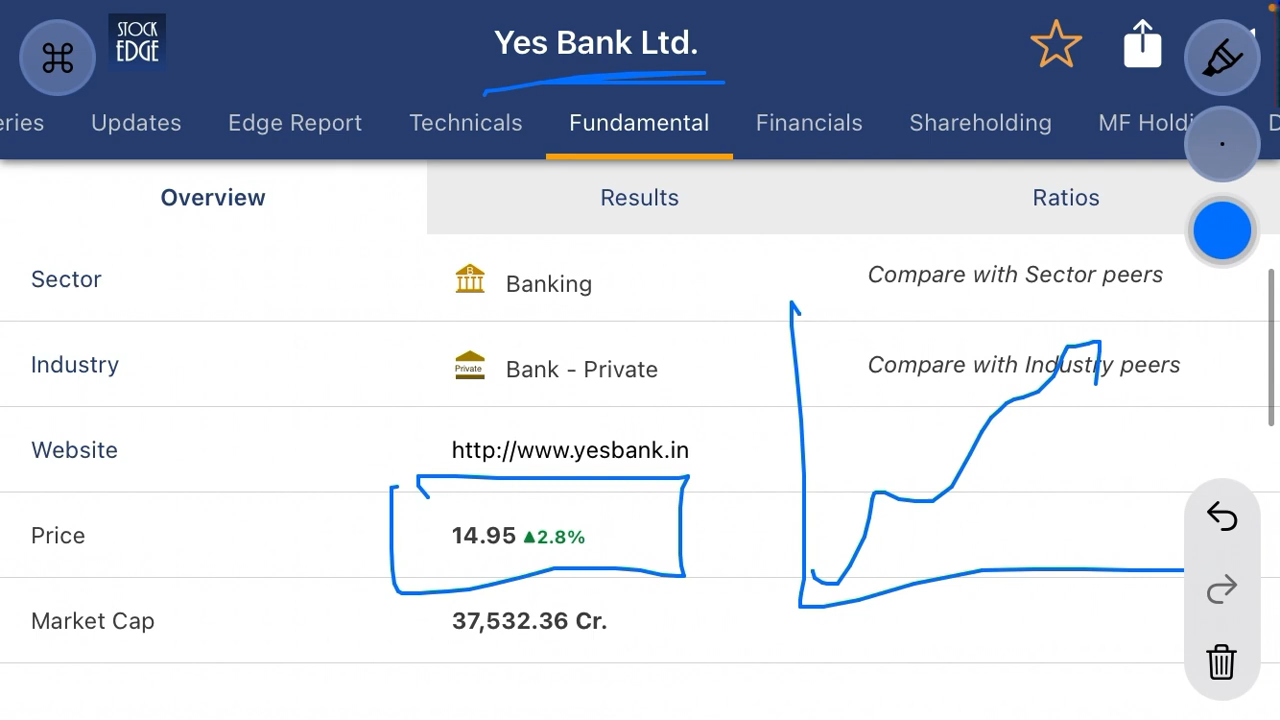 STOCK
EDGE
Yes Bank Ltd.
eries Updates Edge Report Technicals Fundamental Financials Shareholding MF Holdi
Overview Results Ratios
Sector Banking Compare with Sector peers
Industry Private Bank - Private Compare with Industry peers
Website http://www.yesbank.in
Price 14.95 ▲2.8%
Market Cap 37,532.36 Cr.